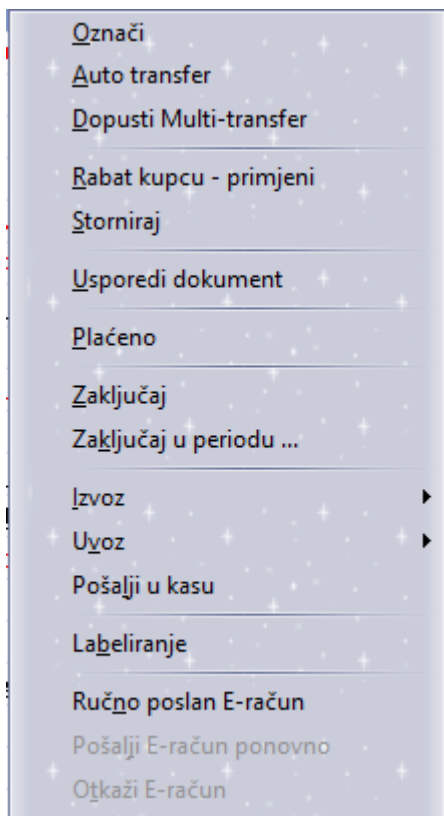 Označi
Auto transfer
Dopusti Multi-transfer
Rabat kupcu - primjeni
Storniraj
Usporedi dokument
Plaćeno
Zaključaj
Zaključaj u periodu ...
Izvoz
Uvoz
Pošalji u kasu
Labeliranje
Ručno poslan E-račun
Pošalji E-račun ponovno
Otkaži E-račun